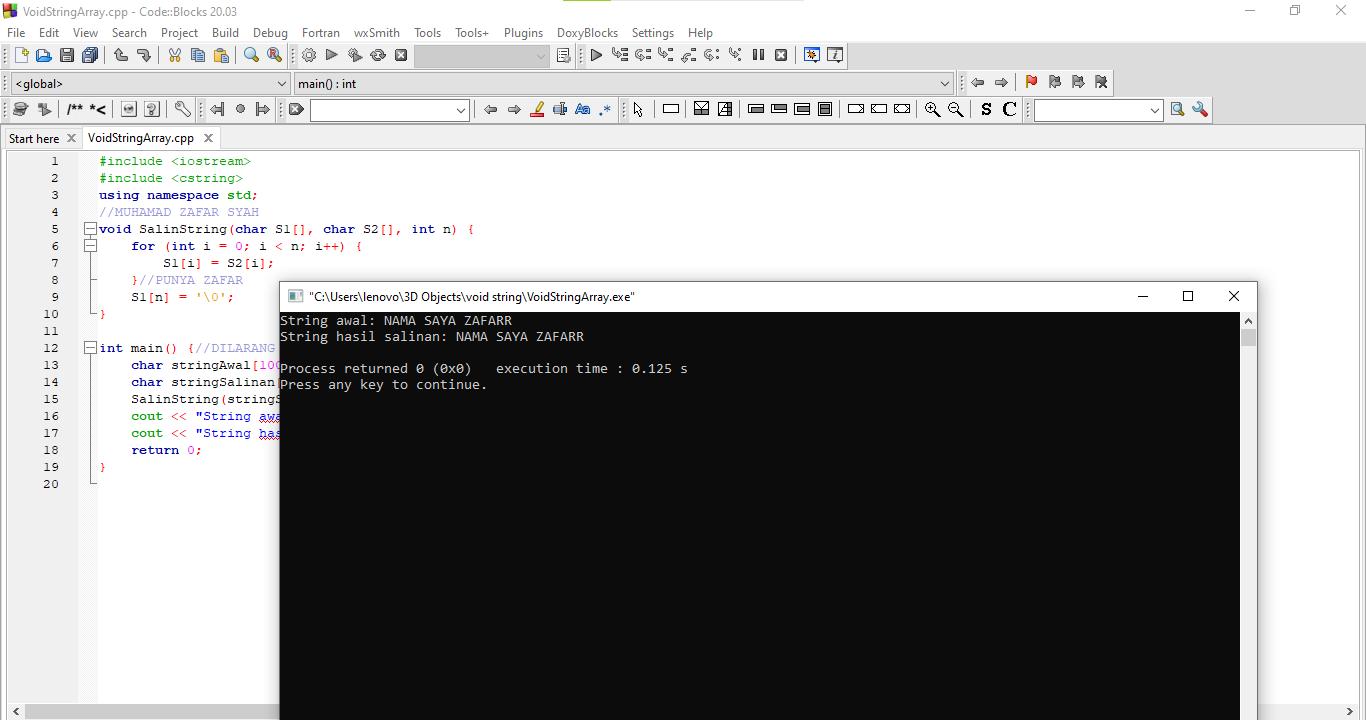 VoidStringArray.cpp - Code::Blocks 20.03
File Edit View Search Project Build Debug Fortran wxSmith Tools Tools+ Plugins DoxyBlocks Settings Help
<global> main() : int
/** *< Aa .* S C
Start here VoidStringArray.cpp
1 #include <iostream>
2 #include <cstring>
3 using namespace std;
4 //MUHAMAD ZAFAR SYAH
5 void SalinString(char S1[], char S2[], int n) {
6 for (int i = 0; i < n; i++) {
7 S1[i] = S2[i];
8 }//PUNYA ZAFAR
9 S1[n] = '\0';
10 }
11
12 int main() {//DILARANG
13 char stringAwal[100
14 char stringSalinan[
15 SalinString(stringS
16 cout << "String awa
17 cout << "String has
18 return 0;
19 }
20
"C:\Users\lenovo\3D Objects\void string\VoidStringArray.exe"
String awal: NAMA SAYA ZAFARR
String hasil salinan: NAMA SAYA ZAFARR
Process returned 0 (0x0) execution time : 0.125 s
Press any key to continue.